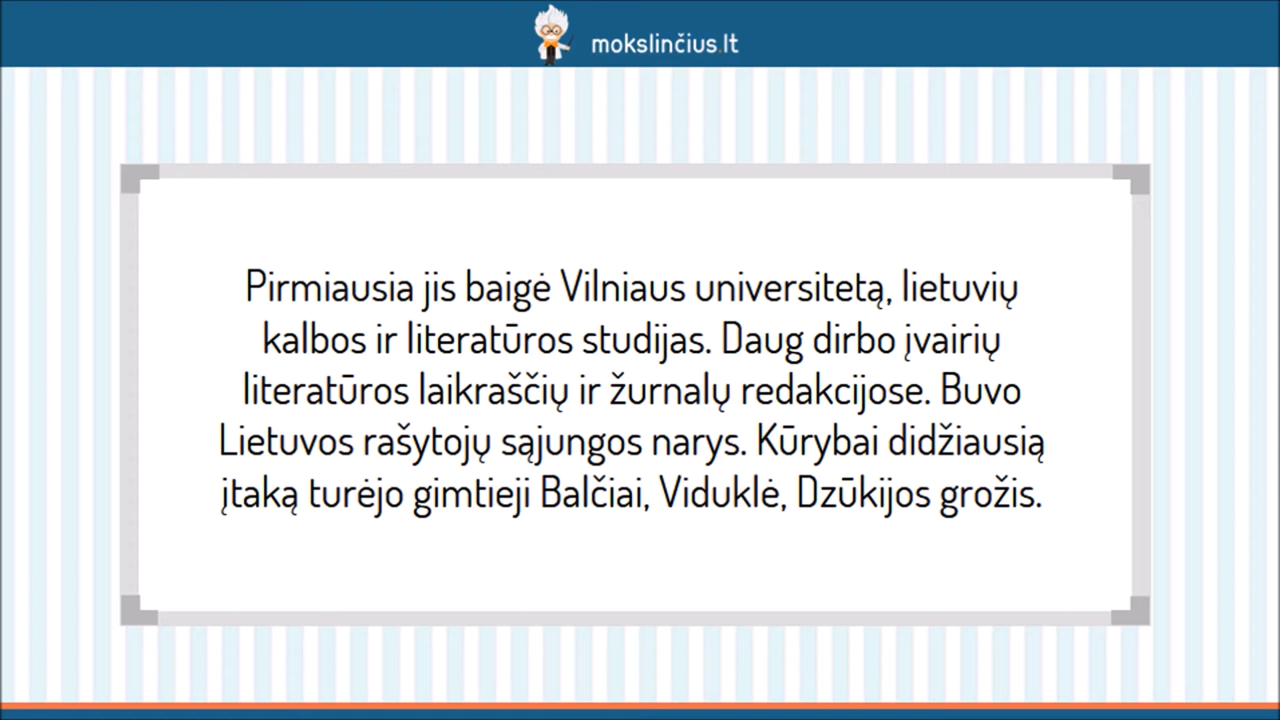 mokslinčius.lt
Pirmiausia jis baigė Vilniaus universitetą, lietuvių
kalbos ir literatūros studijas. Daug dirbo įvairių
literatūros laikraščių ir žurnalų redakcijose. Buvo
Lietuvos rašytojų sąjungos narys. Kūrybai didžiausią
įtaką turėjo gimtieji Balčiai, Viduklė, Dzūkijos grožis.